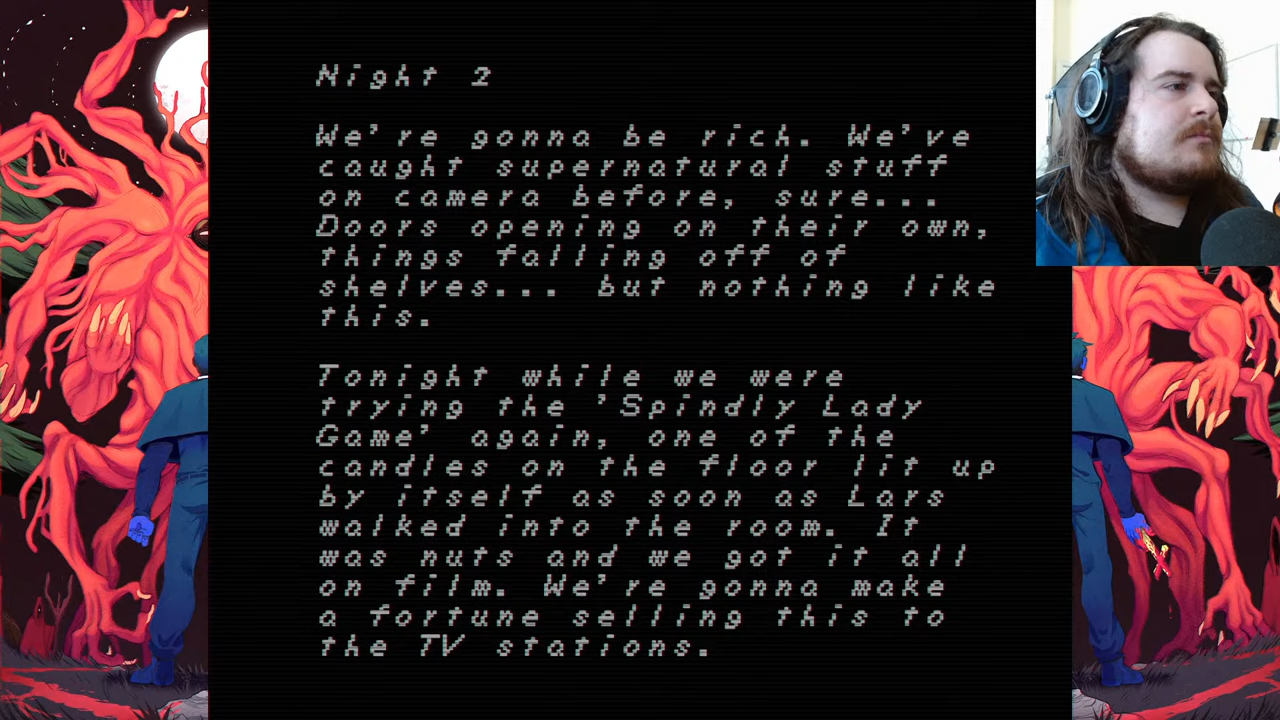 Night 2
We're gonna be rich. We've
caught supernatural stuff
on camera before, sure...
Doors opening on their own,
things falling off of
shelves... but nothing like
this.
Tonight while we were
trying the 'Spindly Lady
Game' again, one of the
candles on the floor lit up
by itself as soon as Lars
walked into the room. It
was nuts and we got it all
on film. We're gonna make
a fortune selling this to
the TV stations.